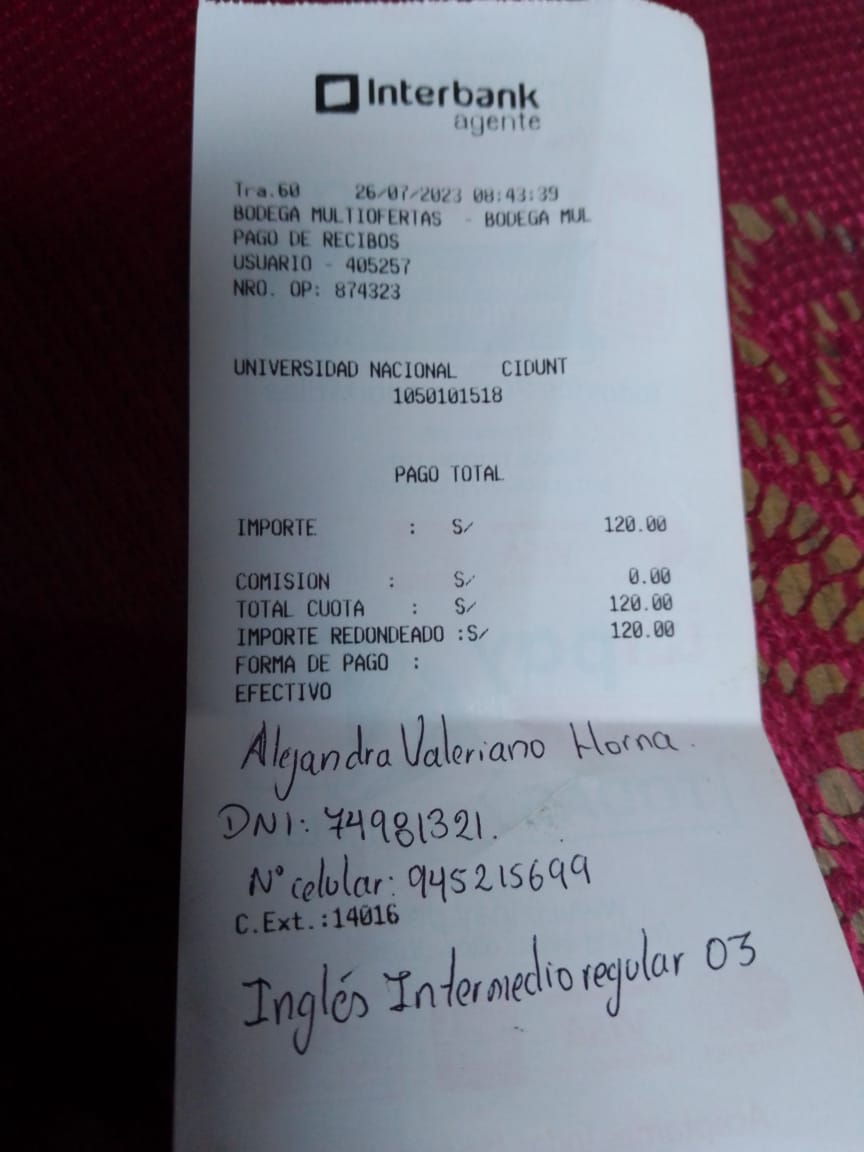 Interbank
agente
Tra.60 26/07/2023 08:43:39
BODEGA MULTIOFERTAS - BODEGA MUL
PAGO DE RECIBOS
USUARIO - 405257
NRO. OP: 874323
UNIVERSIDAD NACIONAL CIDUNT
1050101518
PAGO TOTAL
IMPORTE : S/ 120.00
COMISION : S/ 0.00
TOTAL CUOTA : S/ 120.00
IMPORTE REDONDEADO :S/ 120.00
FORMA DE PAGO :
EFECTIVO
Alejandra Valeriano Horna.
DNI: 74981321.
N° celular: 945215699
C.Ext.:14016
Inglés Intermedio regular 03